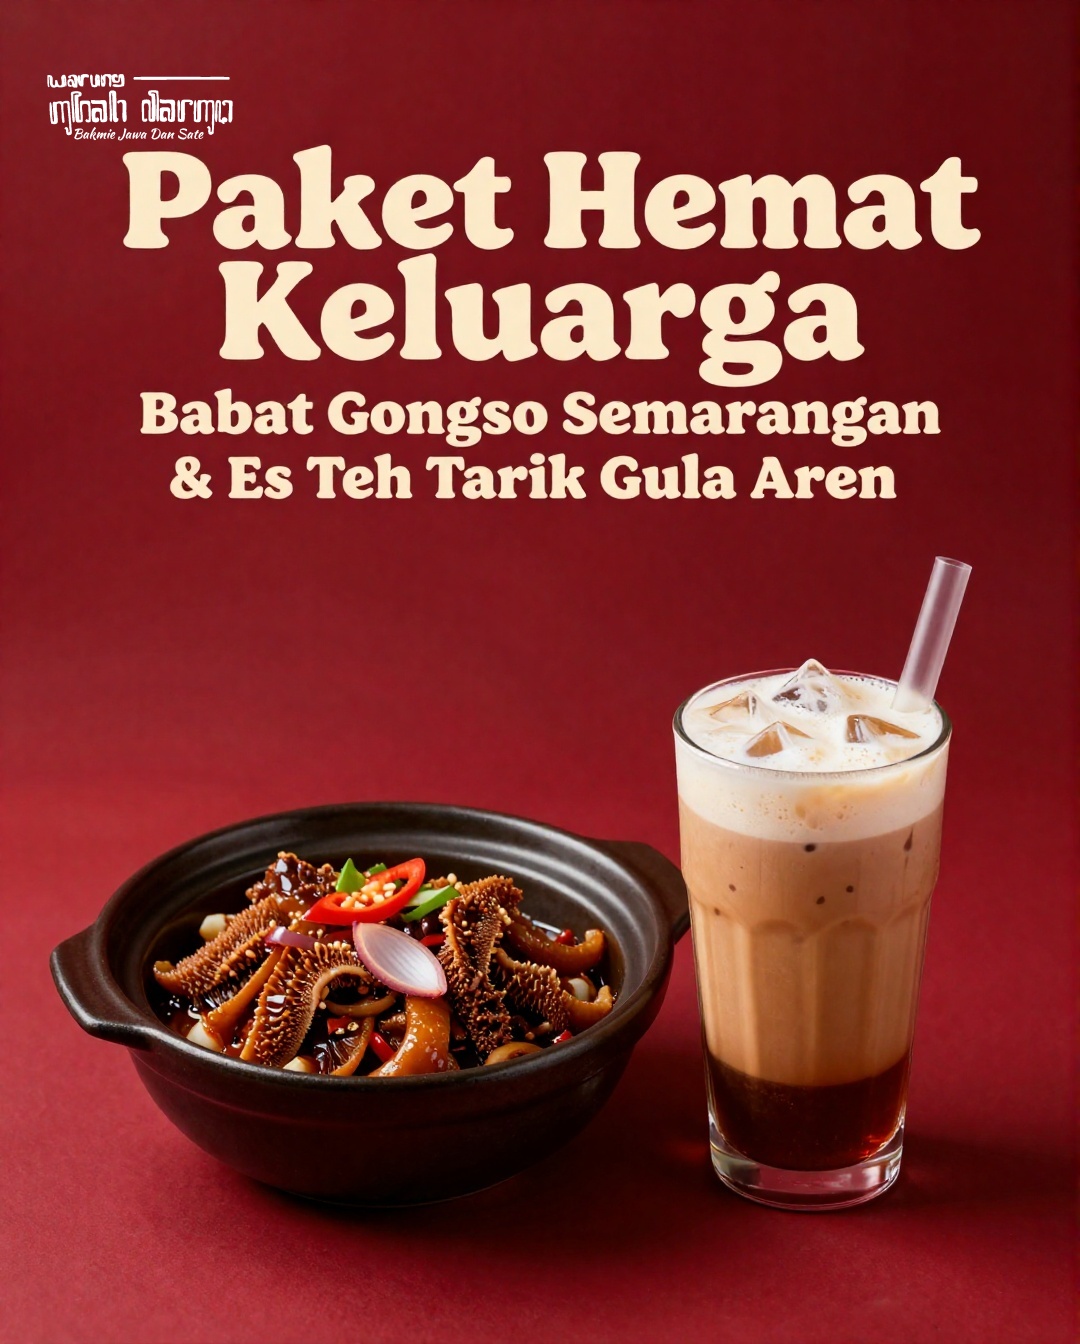 warung
mbah darmo
Bakmie Jawa Dan Sate
Paket Hemat
Keluarga
Babat Gongso Semarangan
& Es Teh Tarik Gula Aren